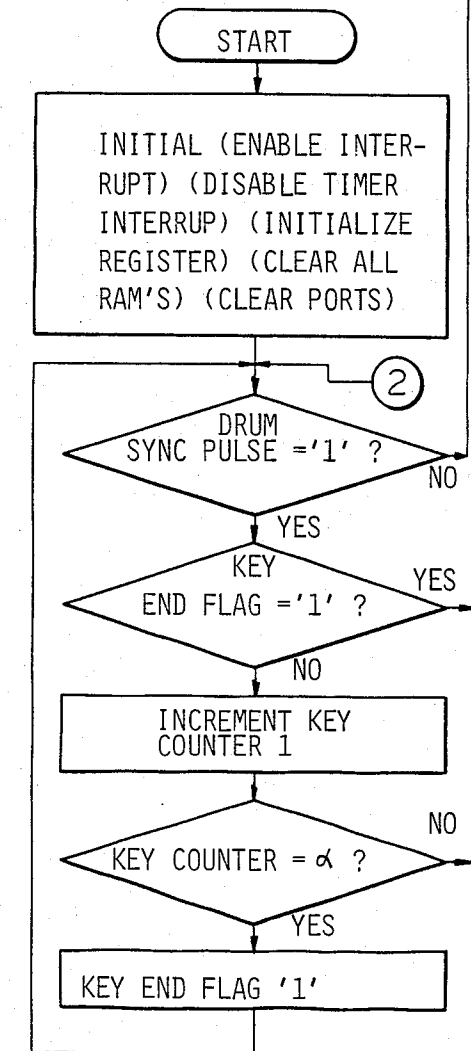 START
INITIAL (ENABLE INTER-
RUPT) (DISABLE TIMER
INTERRUP) (INITIALIZE
REGISTER) (CLEAR ALL
RAM'S) (CLEAR PORTS)
2
DRUM
SYNC PULSE ='1' ?
NO
YES
KEY
END FLAG ='1' ?
YES
NO
INCREMENT KEY
COUNTER 1
KEY COUNTER = α ?
NO
YES
KEY END FLAG '1'